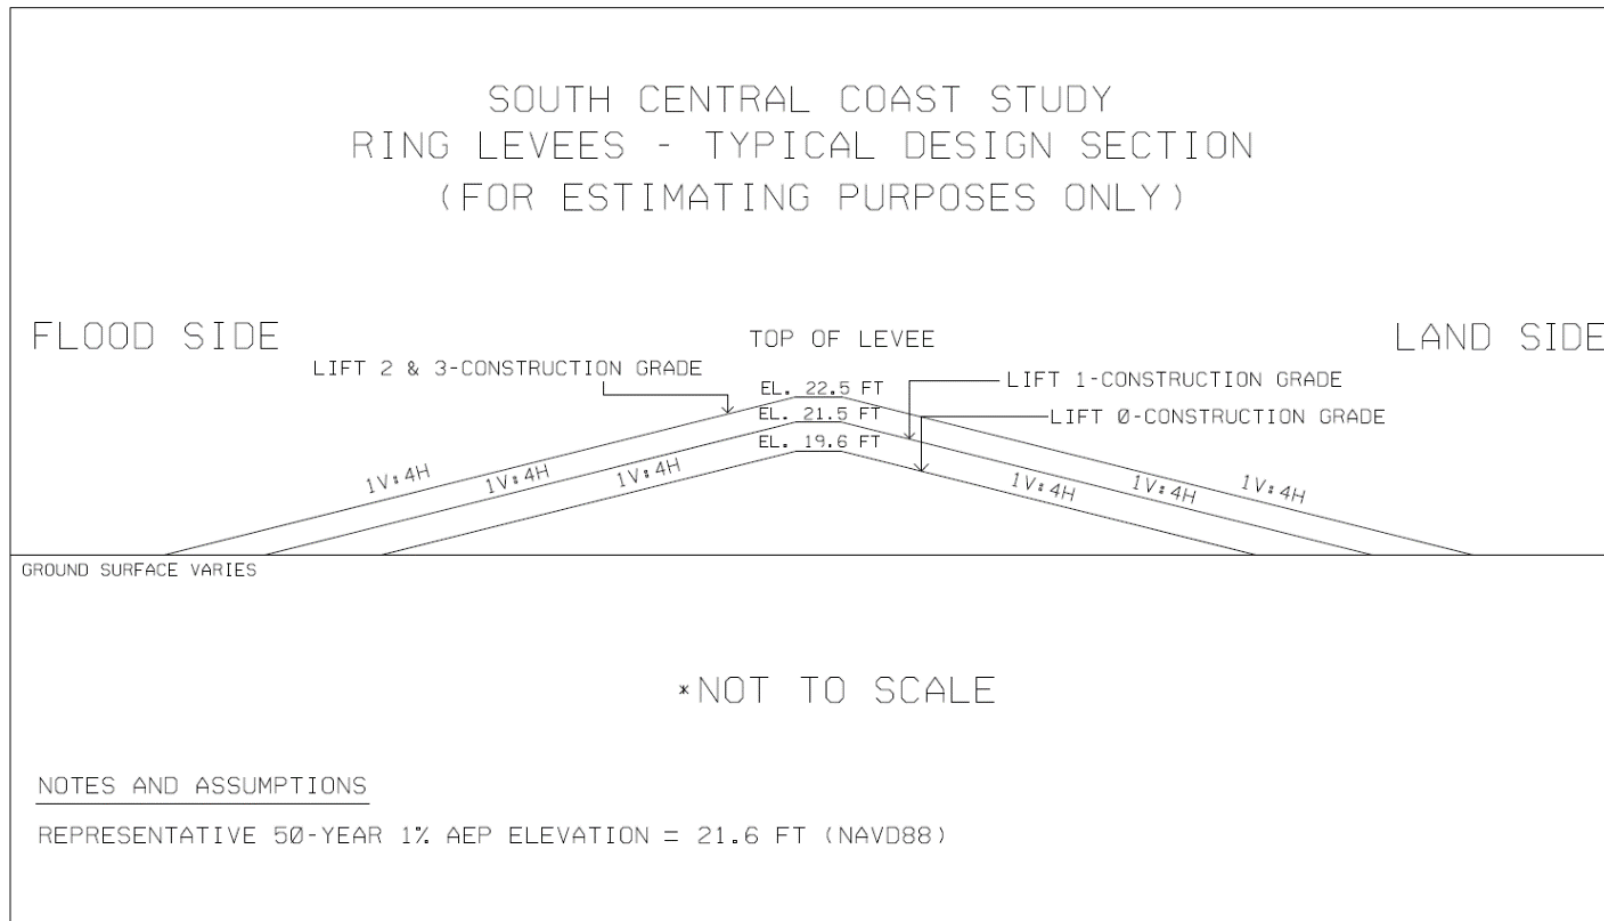 SOUTH CENTRAL COAST STUDY
RING LEVEES - TYPICAL DESIGN SECTION
(FOR ESTIMATING PURPOSES ONLY)
FLOOD SIDE
TOP OF LEVEE
LAND SIDE
LIFT 2 & 3-CONSTRUCTION GRADE
LIFT 1-CONSTRUCTION GRADE
LIFT 0-CONSTRUCTION GRADE
EL. 22.5 FT
EL. 21.5 FT
EL. 19.6 FT
1V:4H
1V:4H
1V:4H
1V:4H
1V:4H
1V:4H
GROUND SURFACE VARIES
*NOT TO SCALE
NOTES AND ASSUMPTIONS
REPRESENTATIVE 50-YEAR 1% AEP ELEVATION = 21.6 FT (NAVD88)